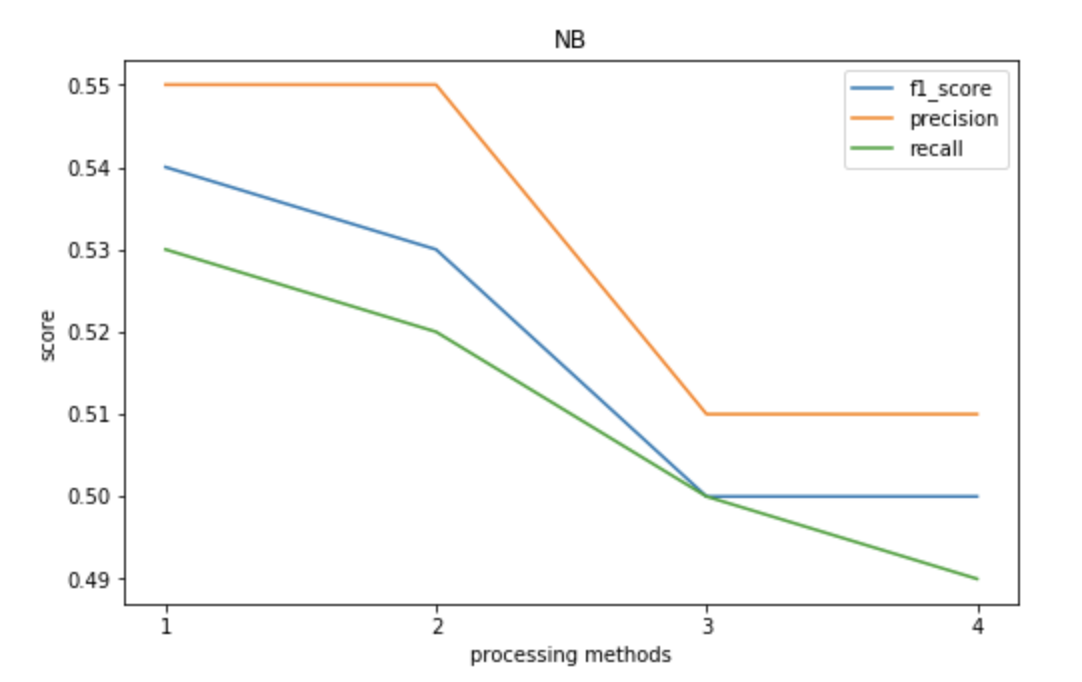 NB
f1_score
precision
recall
score
0.55
0.54
0.53
0.52
0.51
0.50
0.49
1 2 3 4
processing methods